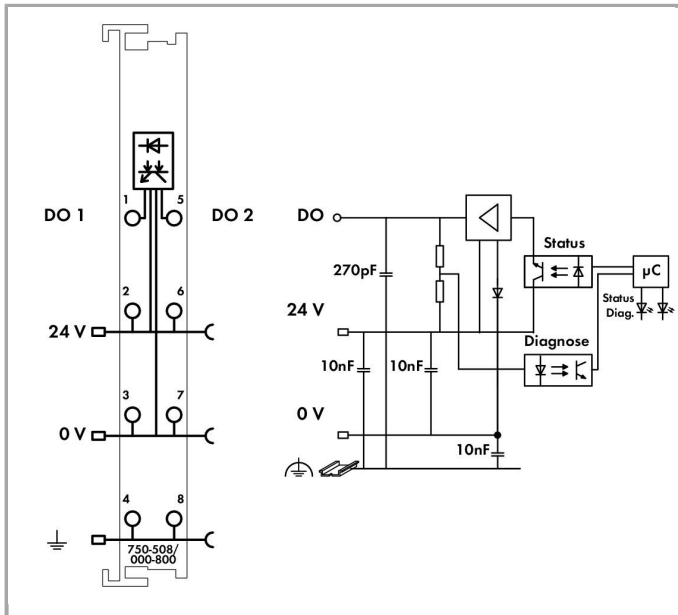 1
5
DO 1
DO 2
2
6
24 V
3
7
0 V
4
8
750-508/
000-800
DO
Status
270pF
µC
Status
Diag.
24 V
Diagnose
10nF
10nF
0 V
10nF